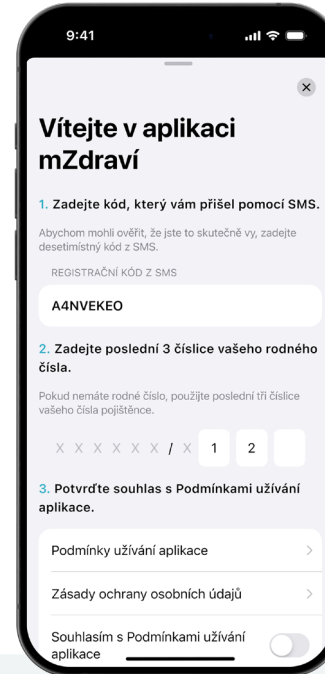 9:41
Vítejte v aplikaci
mZdraví
1. Zadejte kód, který vám přišel pomocí SMS.
Abychom mohli ověřit, že jste to skutečně vy, zadejte
desetimístný kód z SMS.
REGISTRAČNÍ KÓD Z SMS
A4NVEKEO
2. Zadejte poslední 3 číslice vašeho rodného
čísla.
Pokud nemáte rodné číslo, použijte poslední tři číslice
vašeho čísla pojištěnce.
X X X X X X / X 1 2
3. Potvrďte souhlas s Podmínkami užívání
aplikace.
Podmínky užívání aplikace
Zásady ochrany osobních údajů
Souhlasím s Podmínkami užívání
aplikace